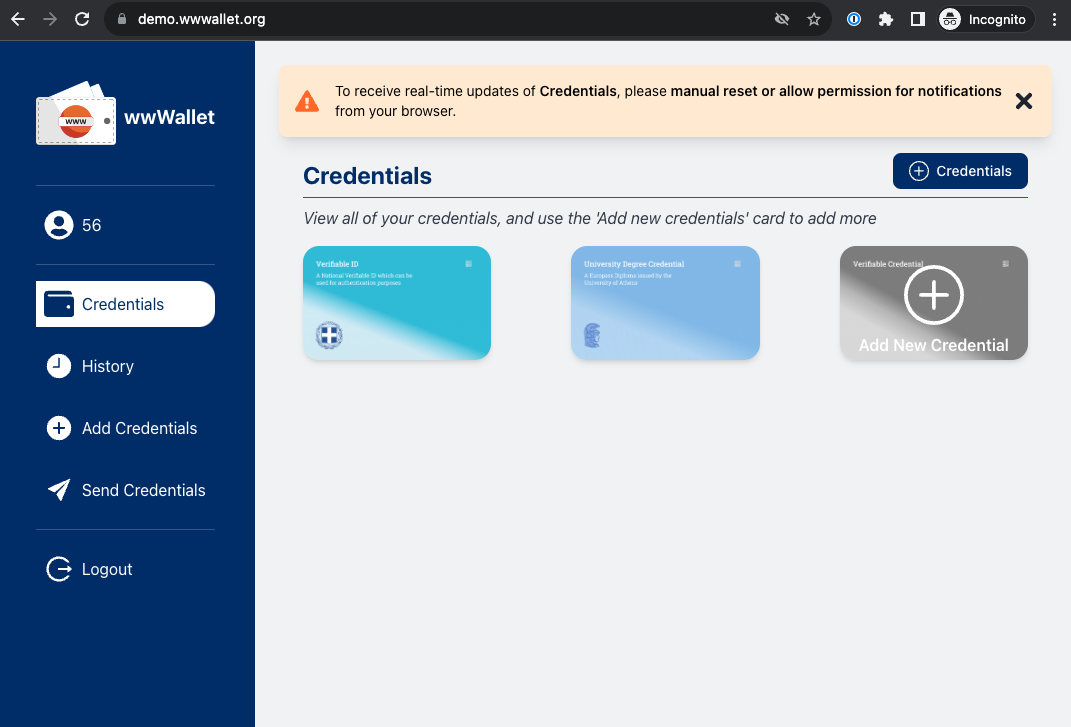 demo.wwwallet.org
Incognito
www
wwWallet
56
Credentials
History
Add Credentials
Send Credentials
Logout
To receive real-time updates of Credentials, please manual reset or allow permission for notifications
from your browser.
Credentials
Credentials
View all of your credentials, and use the 'Add new credentials' card to add more
Verifiable ID
A National Verifiable ID which can be
used for authentication purposes
University Degree Credential
A Europass Diploma issued by the
University of Athens
Verifiable Credential
Add New Credential